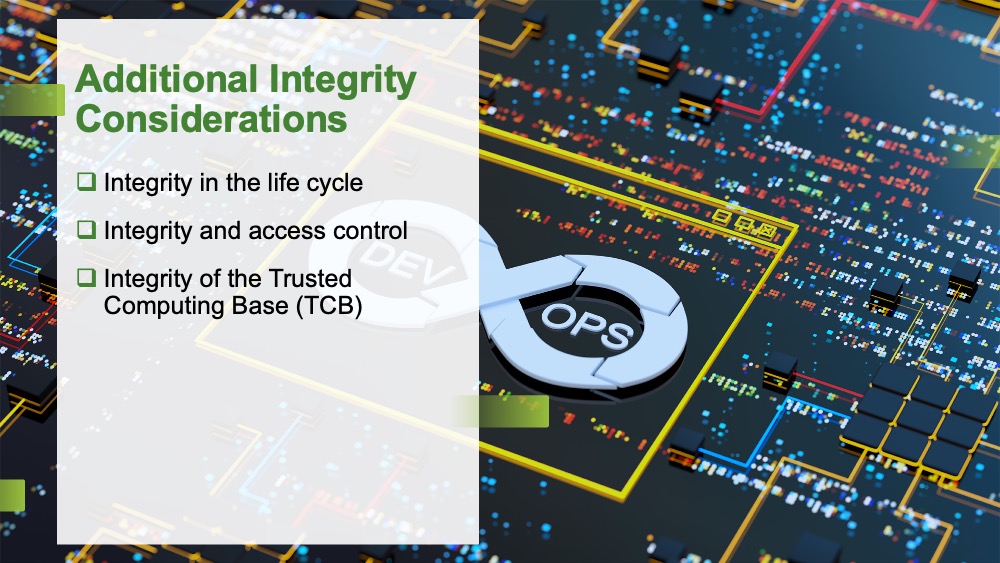 Additional Integrity
Considerations
❑ Integrity in the life cycle
❑ Integrity and access control
❑ Integrity of the Trusted
Computing Base (TCB)
DEV
OPS